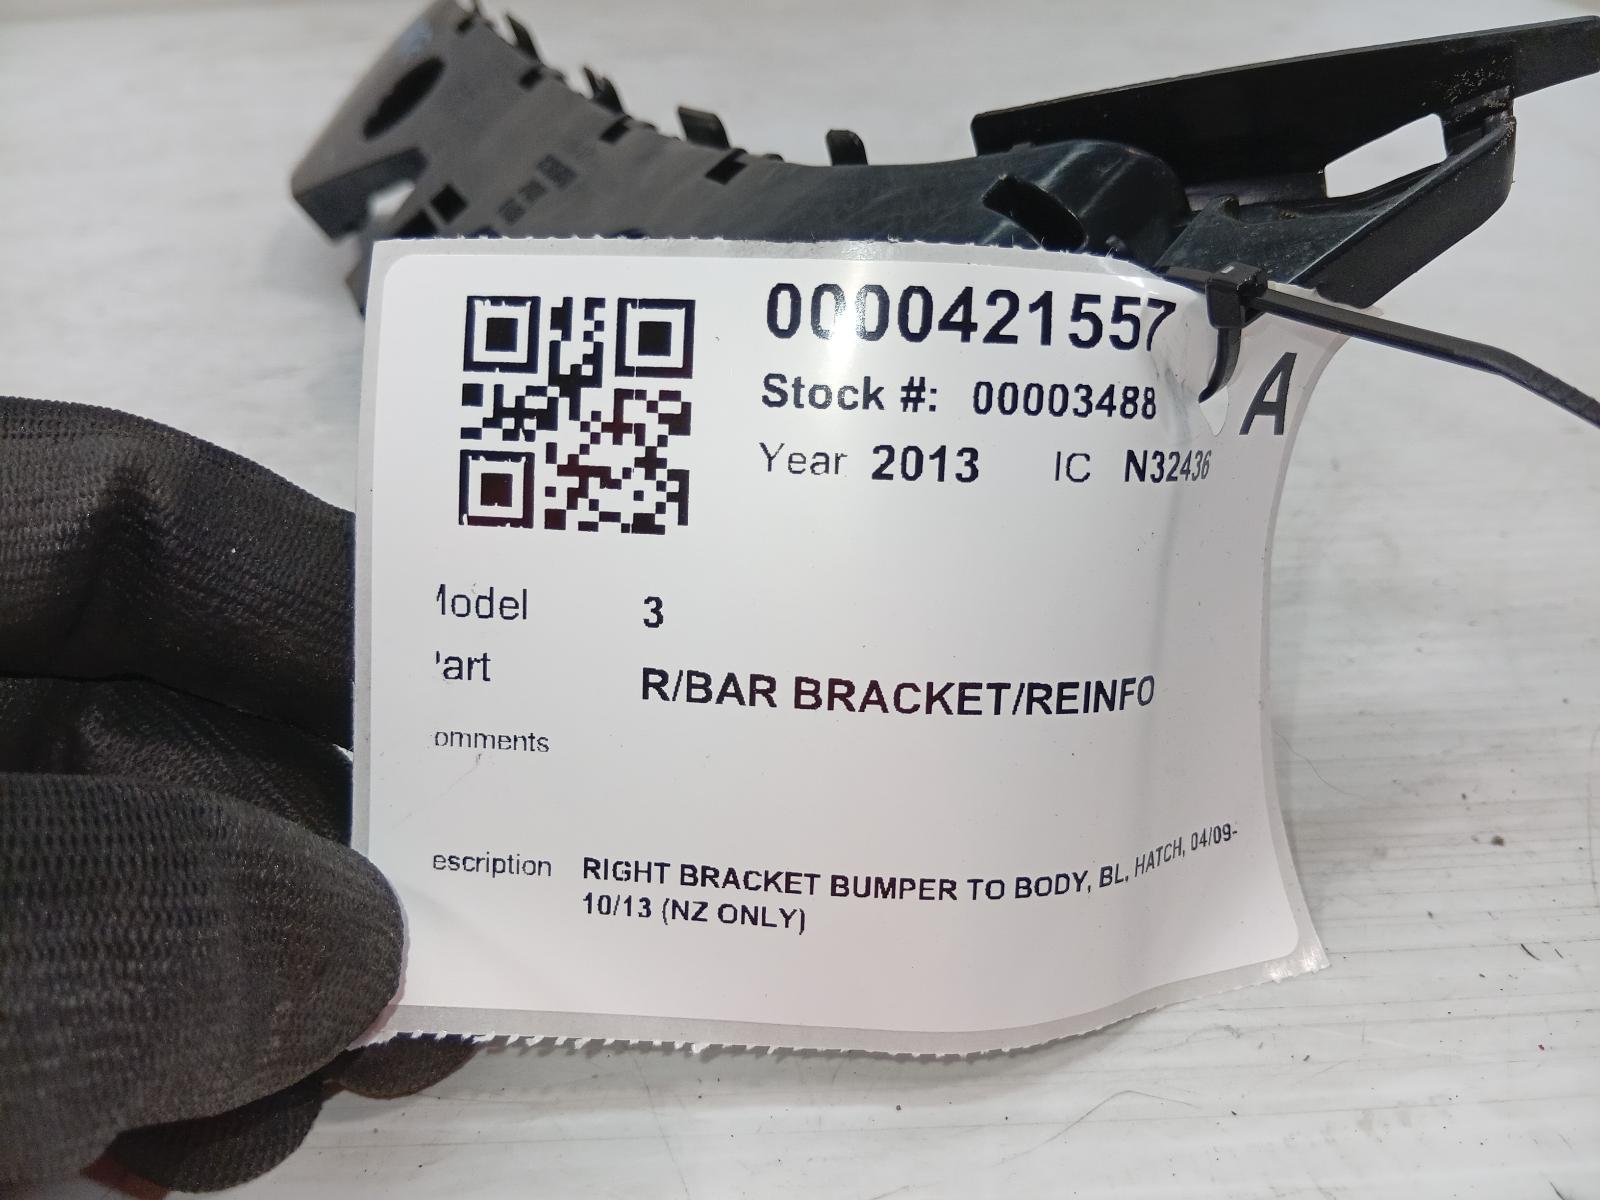 0000421557
Stock #: 00003488 A
Year 2013 IC N32436
Model 3
Part R/BAR BRACKET/REINFO
omments
escription RIGHT BRACKET BUMPER TO BODY, BL, HATCH, 04/09-
10/13 (NZ ONLY)